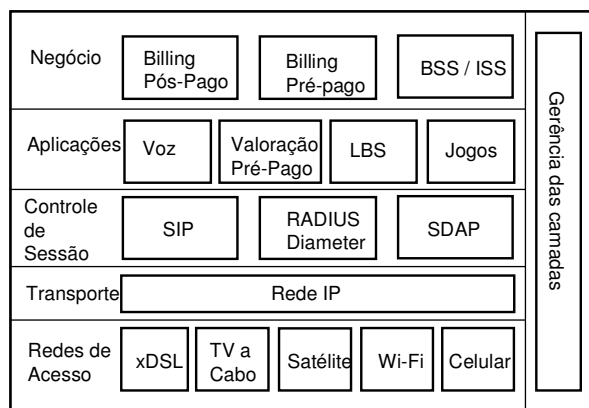 Negócio
Billing
Pós-Pago
Billing
Pré-pago
BSS / ISS
Aplicações
Voz
Valoração
Pré-Pago
LBS
Jogos
Controle
de
Sessão
SIP
RADIUS
Diameter
SDAP
Transporte
Rede IP
Redes de
Acesso
xDSL
TV a
Cabo
Satélite
Wi-Fi
Celular
Gerência das camadas